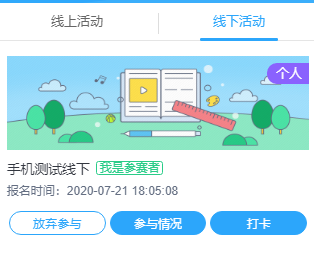 线上活动 线下活动
个人
手机测试线下 我是参赛者
报名时间：2020-07-21 18:05:08
放弃参与 参与情况 打卡